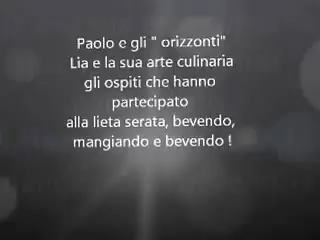 Paolo e gli " orizzonti"
Lia e la sua arte culinaria
gli ospiti che hanno
partecipato
alla lieta serata, bevendo,
mangiando e bevendo !